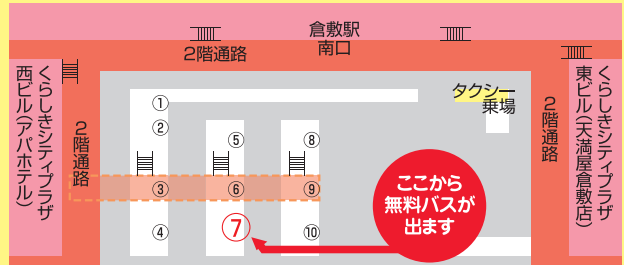 倉敷駅
南口
2階通路
くらしきシティプラザ
西ビル(アパホテル)
2階通路
①
②
③
④
⑤
⑥
⑦
⑧
⑨
⑩
タクシー
乗場
2階通路
くらしきシティプラザ
東ビル(天満屋倉敷店)
ここから
無料バスが
出ます